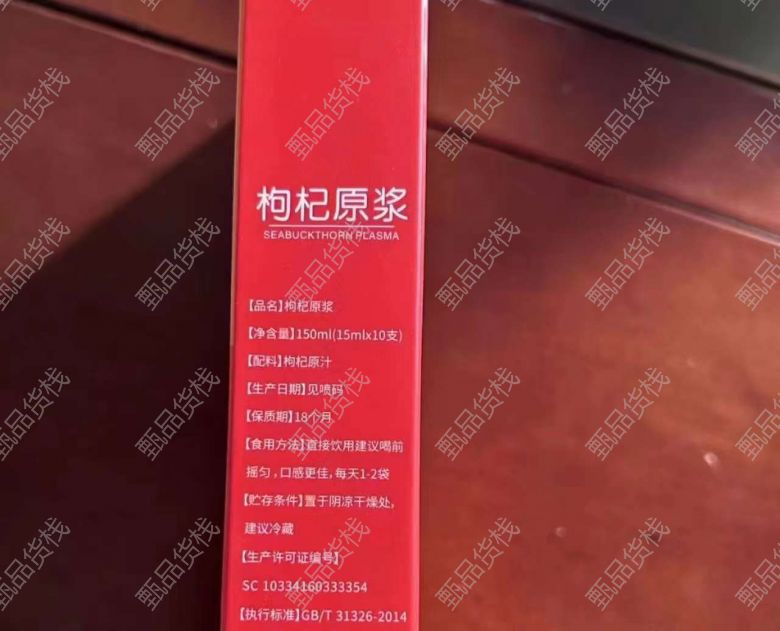 枸杞原浆
SEABUCKTHORN PLASMA
【品名】枸杞原浆
【净含量】150ml(15mlx10支)
【配料】枸杞原汁
【生产日期】见喷码
【保质期】18个月
【食用方法】直接饮用建议喝前
摇匀，口感更佳，每天1-2袋
【贮存条件】置于阴凉干燥处,
建议冷藏
【生产许可证编号】
SC 10334160333354
【执行标准】GB/T 31326-2014
甄品货栈